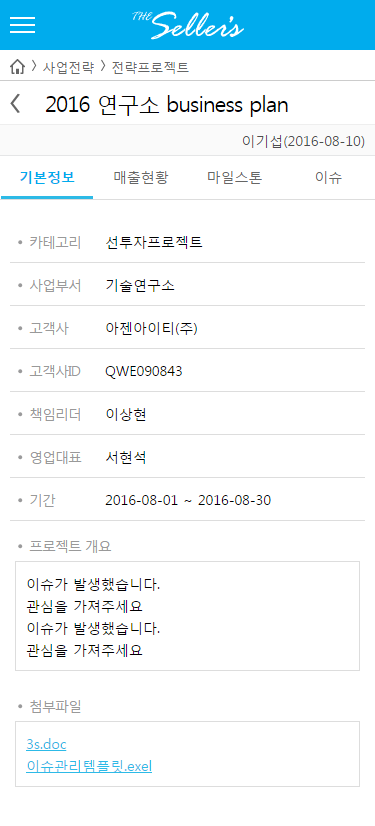 THE Seller's
사업전략 전략프로젝트
2016 연구소 business plan
이기섭(2016-08-10)
기본정보 매출현황 마일스톤 이슈
• 카테고리 선투자프로젝트
• 사업부서 기술연구소
• 고객사 아젠아이티(주)
• 고객사ID QWE090843
• 책임리더 이상현
• 영업대표 서현석
• 기간 2016-08-01 ~ 2016-08-30
• 프로젝트 개요
이슈가 발생했습니다.
관심을 가져주세요
이슈가 발생했습니다.
관심을 가져주세요
• 첨부파일
3s.doc
이슈관리템플릿.exel